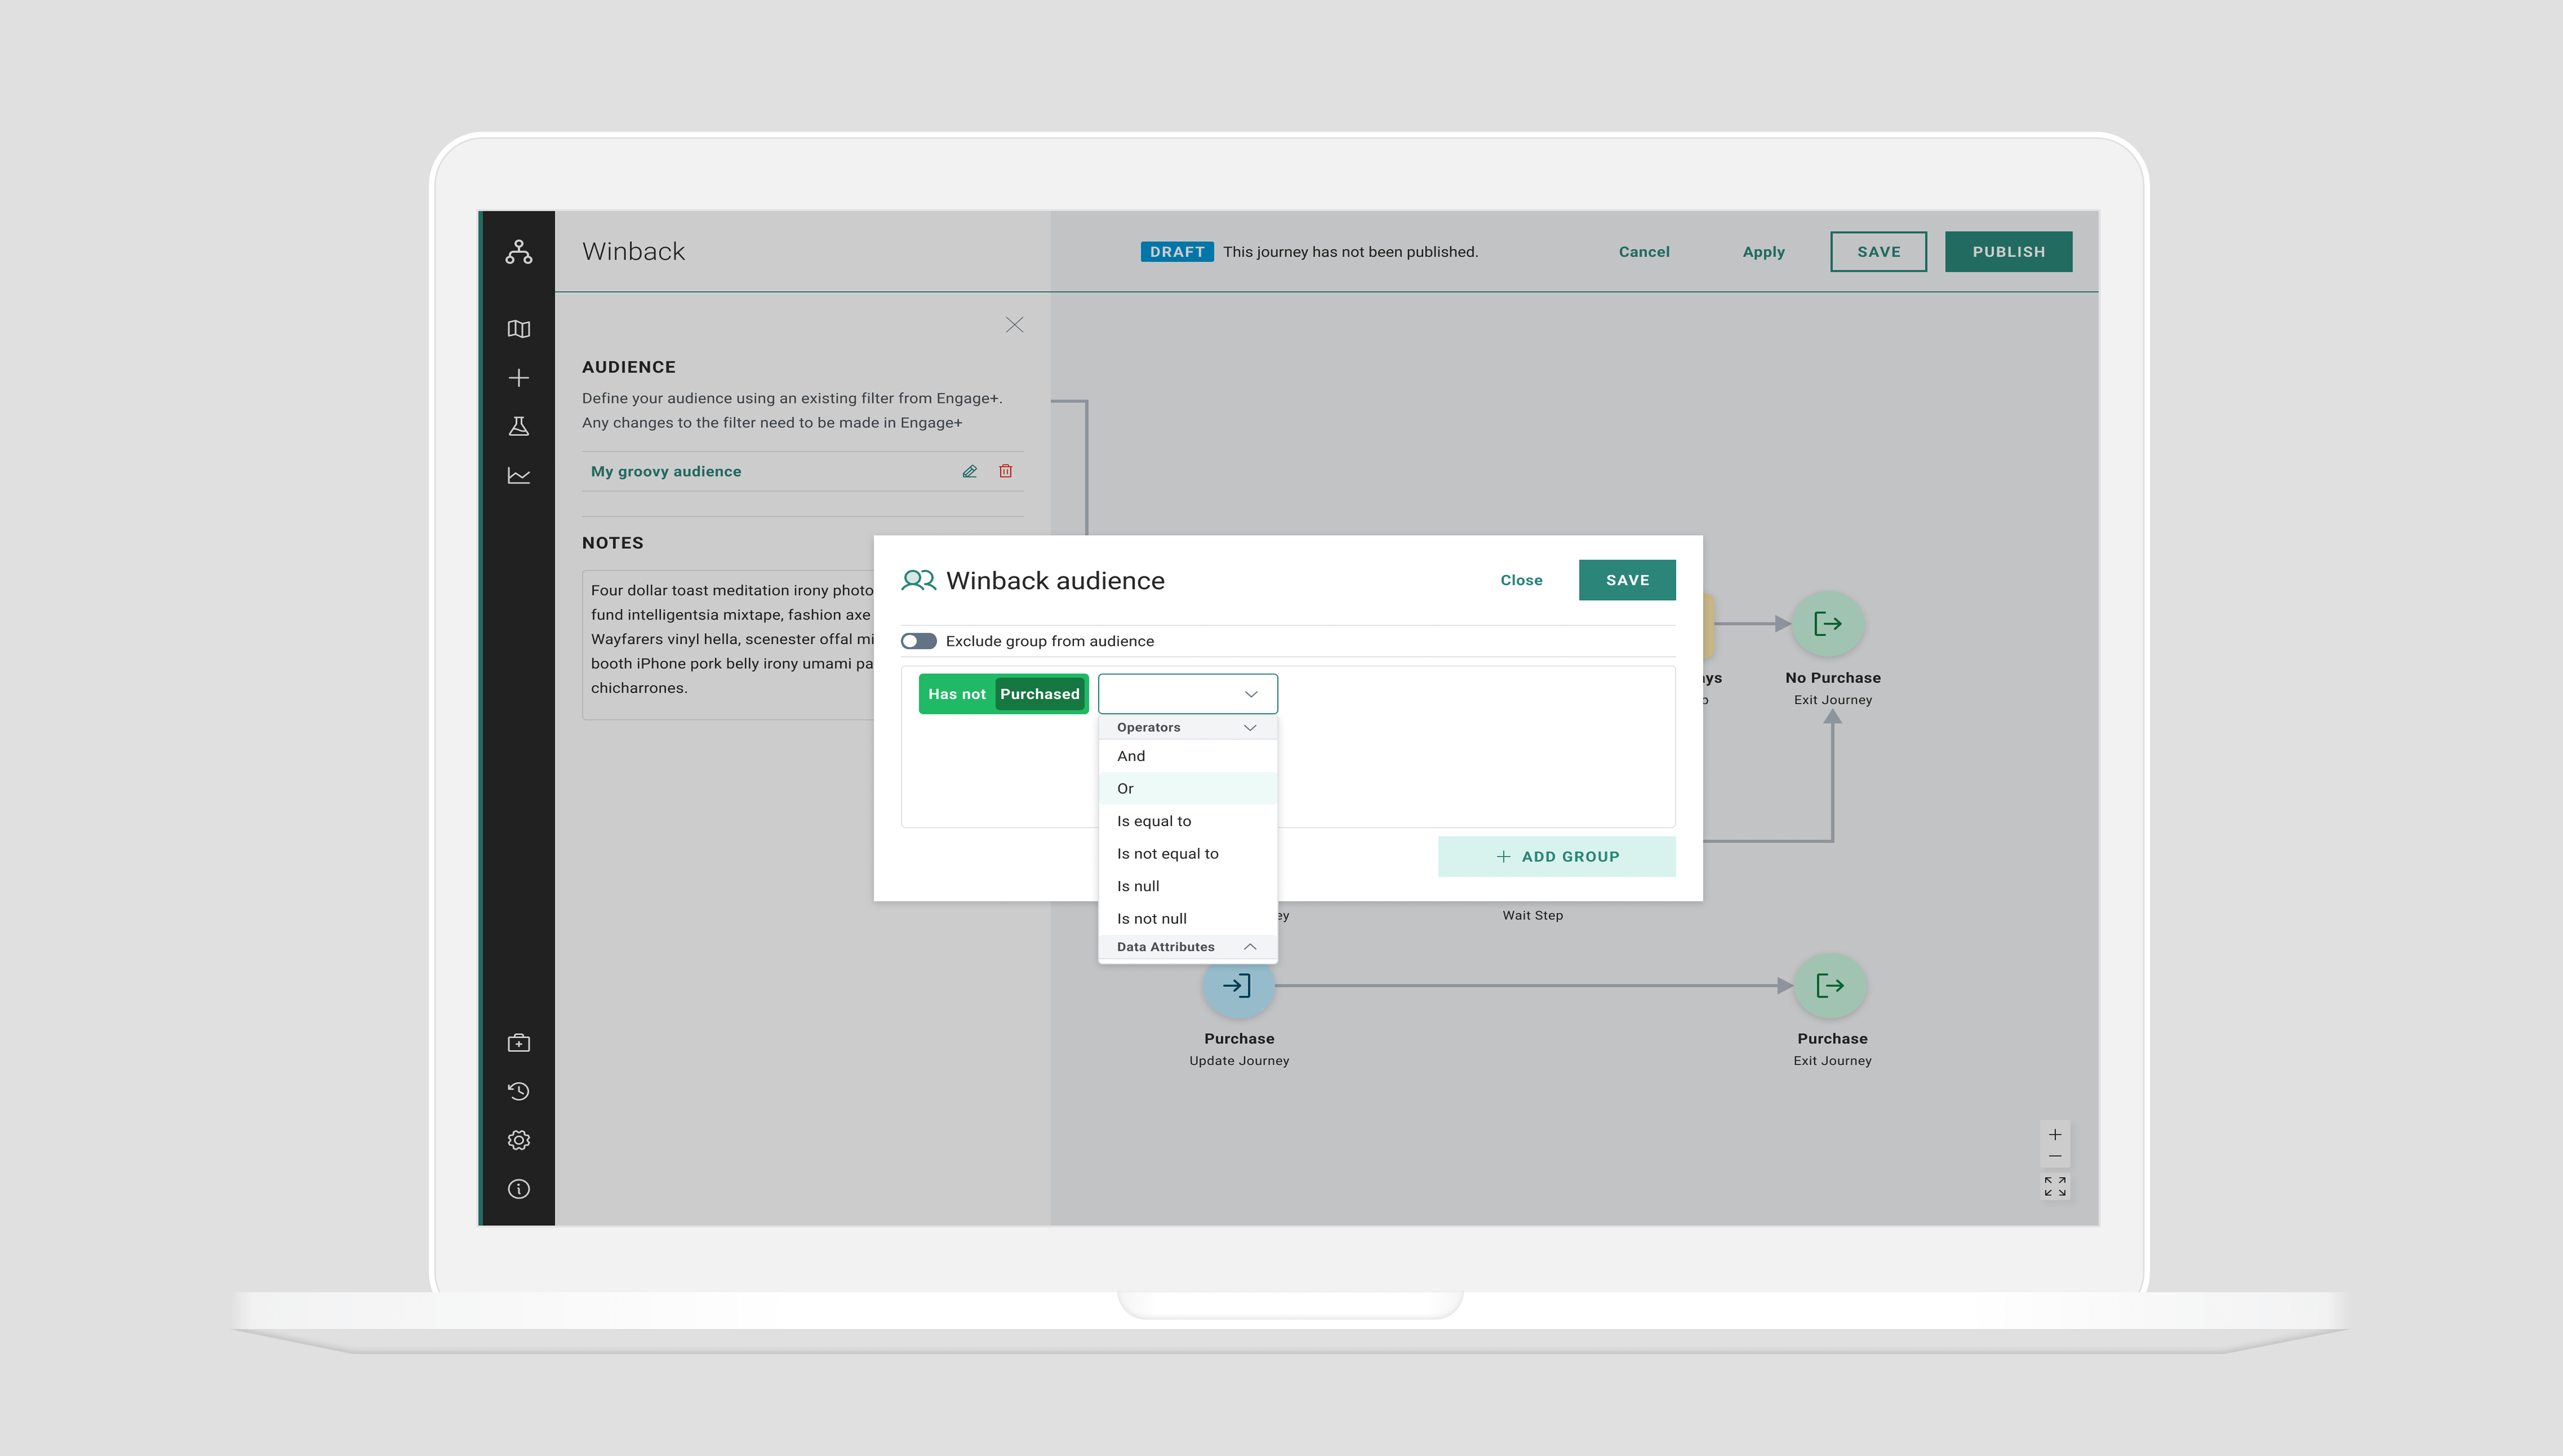 Winback
DRAFT This journey has not been published.
Cancel
Apply
SAVE
PUBLISH
AUDIENCE
Define your audience using an existing filter from Engage+.
Any changes to the filter need to be made in Engage+
My groovy audience
NOTES
Four dollar toast meditation irony photo
fund intelligentsia mixtape, fashion axe
Wayfarers vinyl hella, scenester offal
booth iPhone pork belly irony umami
chicharrones.
Winback audience
Close
SAVE
Exclude group from audience
Has not Purchased
Operators
And
Or
Is equal to
Is not equal to
Is null
Is not null
Data Attributes
ADD GROUP
No Purchase
Exit Journey
Wait Step
Purchase
Update Journey
Purchase
Exit Journey